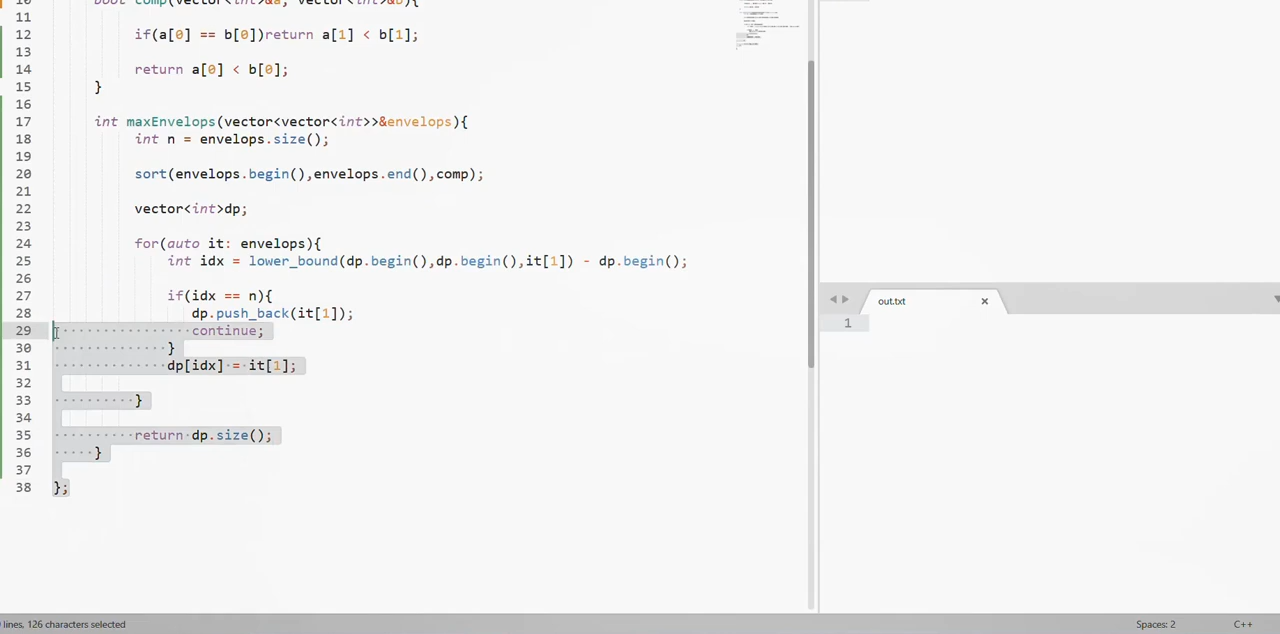 10 bool comp(vector<int>&a, vector<int>&b){
11
12 if(a[0] == b[0])return a[1] < b[1];
13
14 return a[0] < b[0];
15 }
16
17 int maxEnvelops(vector<vector<int>>&envelops){
18 int n = envelops.size();
19
20 sort(envelops.begin(),envelops.end(),comp);
21
22 vector<int>dp;
23
24 for(auto it: envelops){
25 int idx = lower_bound(dp.begin(),dp.begin(),it[1]) - dp.begin();
26
27 if(idx == n){
28 dp.push_back(it[1]);
29 continue;
30 }
31 dp[idx] = it[1];
32
33 }
34
35 return dp.size();
36 }
37
38 };
out.txt
1
lines, 126 characters selected
Spaces: 2
C++